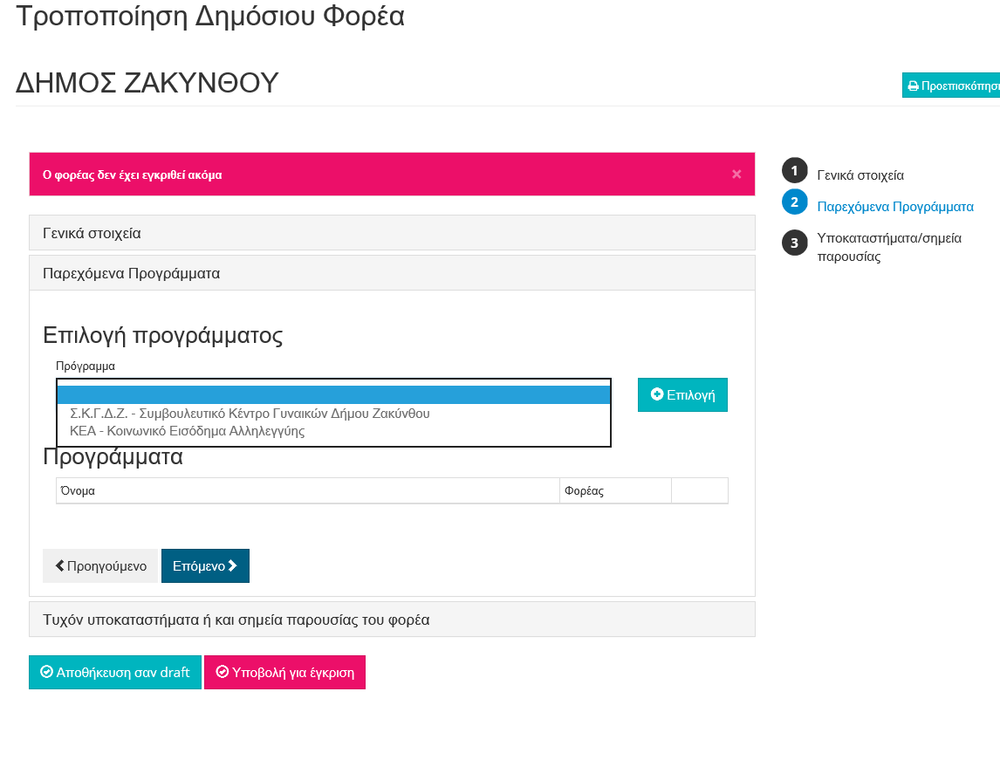 Τροποποίηση Δημόσιου Φορέα
ΔΗΜΟΣ ΖΑΚΥΝΘΟΥ
Προεπισκόπηση
Ο φορέας δεν έχει εγκριθεί ακόμα
×
1 Γενικά στοιχεία
2 Παρεχόμενα Προγράμματα
3 Υποκαταστήματα/σημεία
παρουσίας
Γενικά στοιχεία
Παρεχόμενα Προγράμματα
Επιλογή προγράμματος
Πρόγραμμα
Επιλογή
Σ.Κ.Γ.Δ.Ζ. - Συμβουλευτικό Κέντρο Γυναικών Δήμου Ζακύνθου
ΚΕΑ - Κοινωνικό Εισόδημα Αλληλεγγύης
Προγράμματα
Όνομα Φορέας
Προηγούμενο Επόμενο
Τυχόν υποκαταστήματα ή και σημεία παρουσίας του φορέα
Αποθήκευση σαν draft Υποβολή για έγκριση